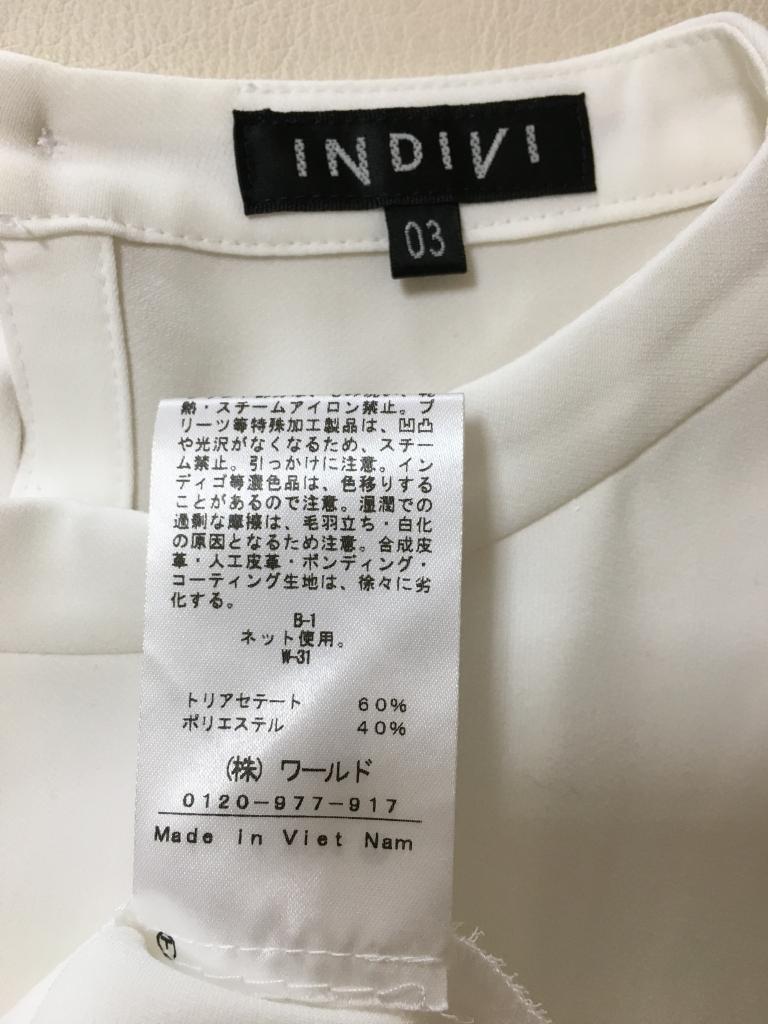 INDIVI
03
熱・スチームアイロン禁止。プ
リーツ等特殊加工製品は、凹凸
や光沢がなくなるため、スチー
ム禁止。引っかけに注意。イン
ディゴ等濃色品は、色移りする
ことがあるので注意。湿潤での
過剰な摩擦は、毛羽立ち・白化
の原因となるため注意。合成皮
革・人工皮革・ボンディング・
コーティング生地は、徐々に劣
化する。
B-1
ネット使用。
W-31
トリアセテート 60%
ポリエステル 40%
(株) ワールド
0120-977-917
Made in Viet Nam
T